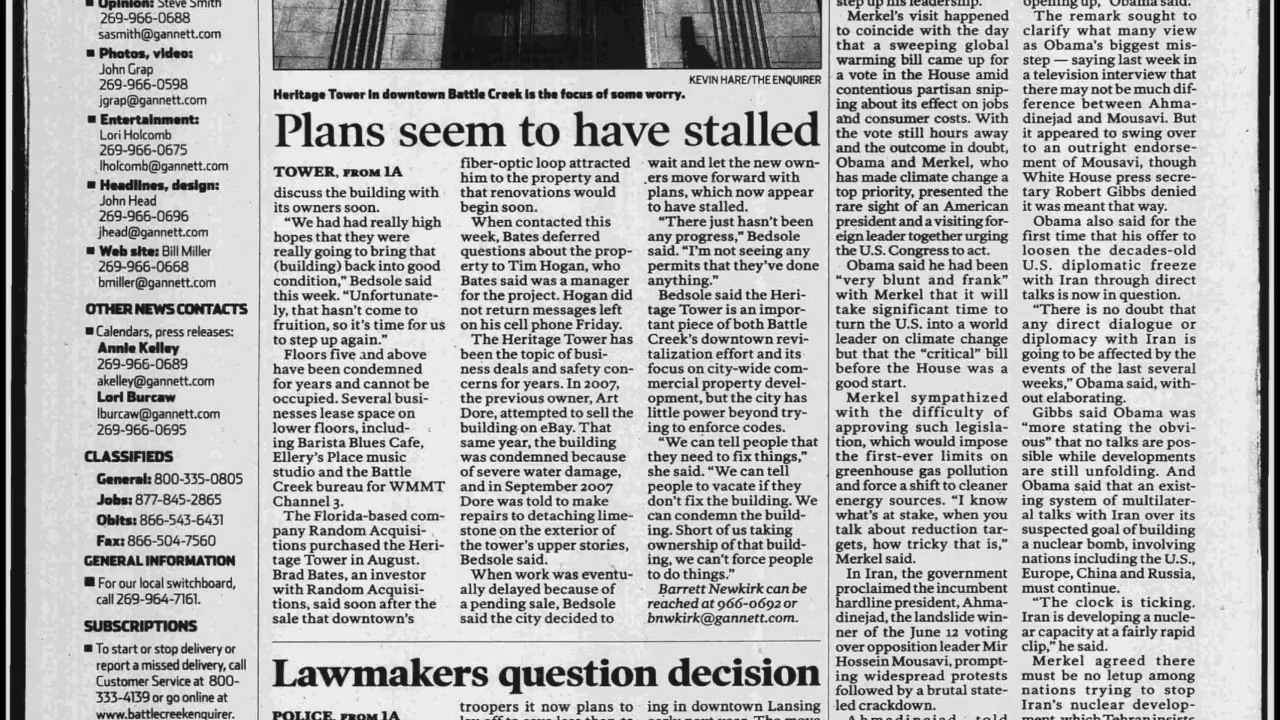 Opinion: Steve Smith
269-966-0688
sasmith@gannett.com
Photos, video:
John Grap
269-966-0598
jgrap@gannett.com
Entertainment:
Lori Holcomb
269-966-0675
lholcomb@gannett.com
Headlines, design:
John Head
269-966-0696
jhead@gannett.com
Web site: Bill Miller
269-966-0668
bmiller@gannett.com
OTHER NEWS CONTACTS
Calendars, press releases:
Annie Kelley
269-966-0689
akelley@gannett.com
Lori Burcaw
lburcaw@gannett.com
269-966-0695
CLASSIFIEDS
General: 800-335-0805
Jobs: 877-845-2865
Obits: 866-543-6431
Fax: 866-504-7560
GENERAL INFORMATION
For our local switchboard,
call 269-964-7161.
SUBSCRIPTIONS
To start or stop delivery or
report a missed delivery, call
Customer Service at 800-
333-4139 or go online at
www.battlecreekenquirer.
KEVIN HARE/THE ENQUIRER
Heritage Tower in downtown Battle Creek is the focus of some worry.
Plans seem to have stalled
TOWER, FROM 1A
discuss the building with
its owners soon.
“We had had really high
hopes that they were
really going to bring that
(building) back into good
condition,” Bedsole said
this week. “Unfortunate-
ly, that hasn’t come to
fruition, so it’s time for us
to step up again.”
Floors five and above
have been condemned
for years and cannot be
occupied. Several busi-
nesses lease space on
lower floors, includ-
ing Barista Blues Cafe,
Ellery’s Place music
studio and the Battle
Creek bureau for WMMT
Channel 3.
The Florida-based com-
pany Random Acquisi-
tions purchased the Heri-
tage Tower in August.
Brad Bates, an investor
with Random Acquisi-
tions, said soon after the
sale that downtown’s
fiber-optic loop attracted
him to the property and
that renovations would
begin soon.
When contacted this
week, Bates deferred
questions about the prop-
erty to Tim Hogan, who
Bates said was a manager
for the project. Hogan did
not return messages left
on his cell phone Friday.
The Heritage Tower has
been the topic of busi-
ness deals and safety con-
cerns for years. In 2007,
the previous owner, Art
Dore, attempted to sell the
building on eBay. That
same year, the building
was condemned because
of severe water damage,
and in September 2007
Dore was told to make
repairs to detaching lime-
stone on the exterior of
the tower’s upper stories,
Bedsole said.
When work was eventu-
ally delayed because of
a pending sale, Bedsole
said the city decided to
wait and let the new own-
ers move forward with
plans, which now appear
to have stalled.
“There just hasn’t been
any progress,” Bedsole
said. “I’m not seeing any
permits that they’ve done
anything.”
Bedsole said the Heri-
tage Tower is an impor-
tant piece of both Battle
Creek’s downtown revi-
talization effort and its
focus on city-wide com-
mercial property devel-
opment, but the city has
little power beyond try-
ing to enforce codes.
“We can tell people that
they need to fix things,”
she said. “We can tell
people to vacate if they
don’t fix the building. We
can condemn the build-
ing. Short of us taking
ownership of that build-
ing, we can’t force people
to do things.”
Barrett Newkirk can be
reached at 966-0692 or
bnwkirk@gannett.com.
Lawmakers question decision
POLICE, FROM 1A
troopers it now plans to
ing in downtown Lansing
step up his leadership.
Merkel’s visit happened
to coincide with the day
that a sweeping global
warming bill came up for
a vote in the House amid
contentious partisan snip-
ing about its effect on jobs
and consumer costs. With
the vote still hours away
and the outcome in doubt,
Obama and Merkel, who
has made climate change a
top priority, presented the
rare sight of an American
president and a visiting for-
eign leader together urging
the U.S. Congress to act.
Obama said he had been
“very blunt and frank”
with Merkel that it will
take significant time to
turn the U.S. into a world
leader on climate change
but that the “critical” bill
before the House was a
good start.
Merkel sympathized
with the difficulty of
approving such legisla-
tion, which would impose
the first-ever limits on
greenhouse gas pollution
and force a shift to cleaner
energy sources. “I know
what’s at stake, when you
talk about reduction tar-
gets, how tricky that is,”
Merkel said.
In Iran, the government
proclaimed the incumbent
hardline president, Ahma-
dinejad, the landslide win-
ner of the June 12 voting
over opposition leader Mir
Hossein Mousavi, prompt-
ing widespread protests
followed by a brutal state-
led crackdown.
Ahmadinejad told
opening up,” Obama said.
The remark sought to
clarify what many view
as Obama’s biggest mis-
step — saying last week in
a television interview that
there may not be much dif-
ference between Ahma-
dinejad and Mousavi. But
it appeared to swing over
to an outright endorse-
ment of Mousavi, though
White House press secre-
tary Robert Gibbs denied
it was meant that way.
Obama also said for the
first time that his offer to
loosen the decades-old
U.S. diplomatic freeze
with Iran through direct
talks is now in question.
“There is no doubt that
any direct dialogue or
diplomacy with Iran is
going to be affected by the
events of the last several
weeks,” Obama said, with-
out elaborating.
Gibbs said Obama was
“more stating the obvi-
ous” that no talks are pos-
sible while developments
are still unfolding. And
Obama said that an exist-
ing system of multilater-
al talks with Iran over its
suspected goal of building
a nuclear bomb, involving
nations including the U.S.,
Europe, China and Russia,
must continue.
“The clock is ticking.
Iran is developing a nucle-
ar capacity at a fairly rapid
clip,” he said.
Merkel agreed there
must be no letup among
nations trying to stop
Iran’s nuclear develop-